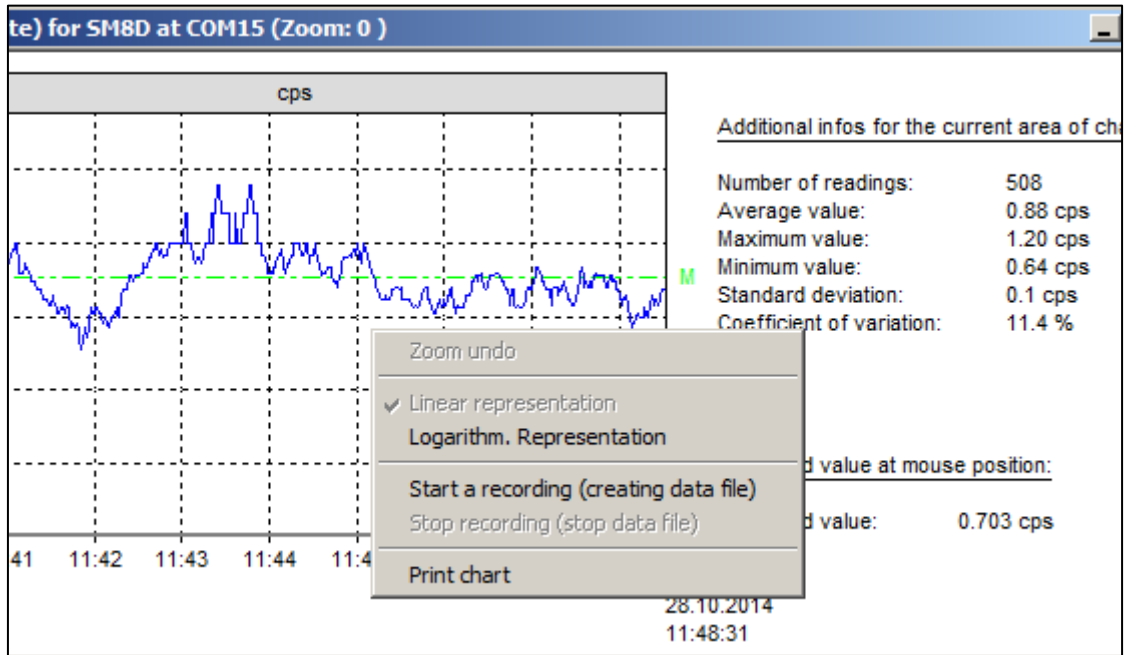 te) for SM8D at COM15 (Zoom: 0 )
cps
Additional infos for the current area of
Number of readings: 508
Average value: 0.88 cps
Maximum value: 1.20 cps
Minimum value: 0.64 cps
Standard deviation: 0.1 cps
Coefficient of variation: 11.4 %
M
Zoom undo
Linear representation
Logarithm. Representation
Start a recording (creating data file)
Stop recording (stop data file)
Print chart
d value at mouse position:
d value: 0.703 cps
41 11:42 11:43 11:44 11:4
28.10.2014
11:48:31